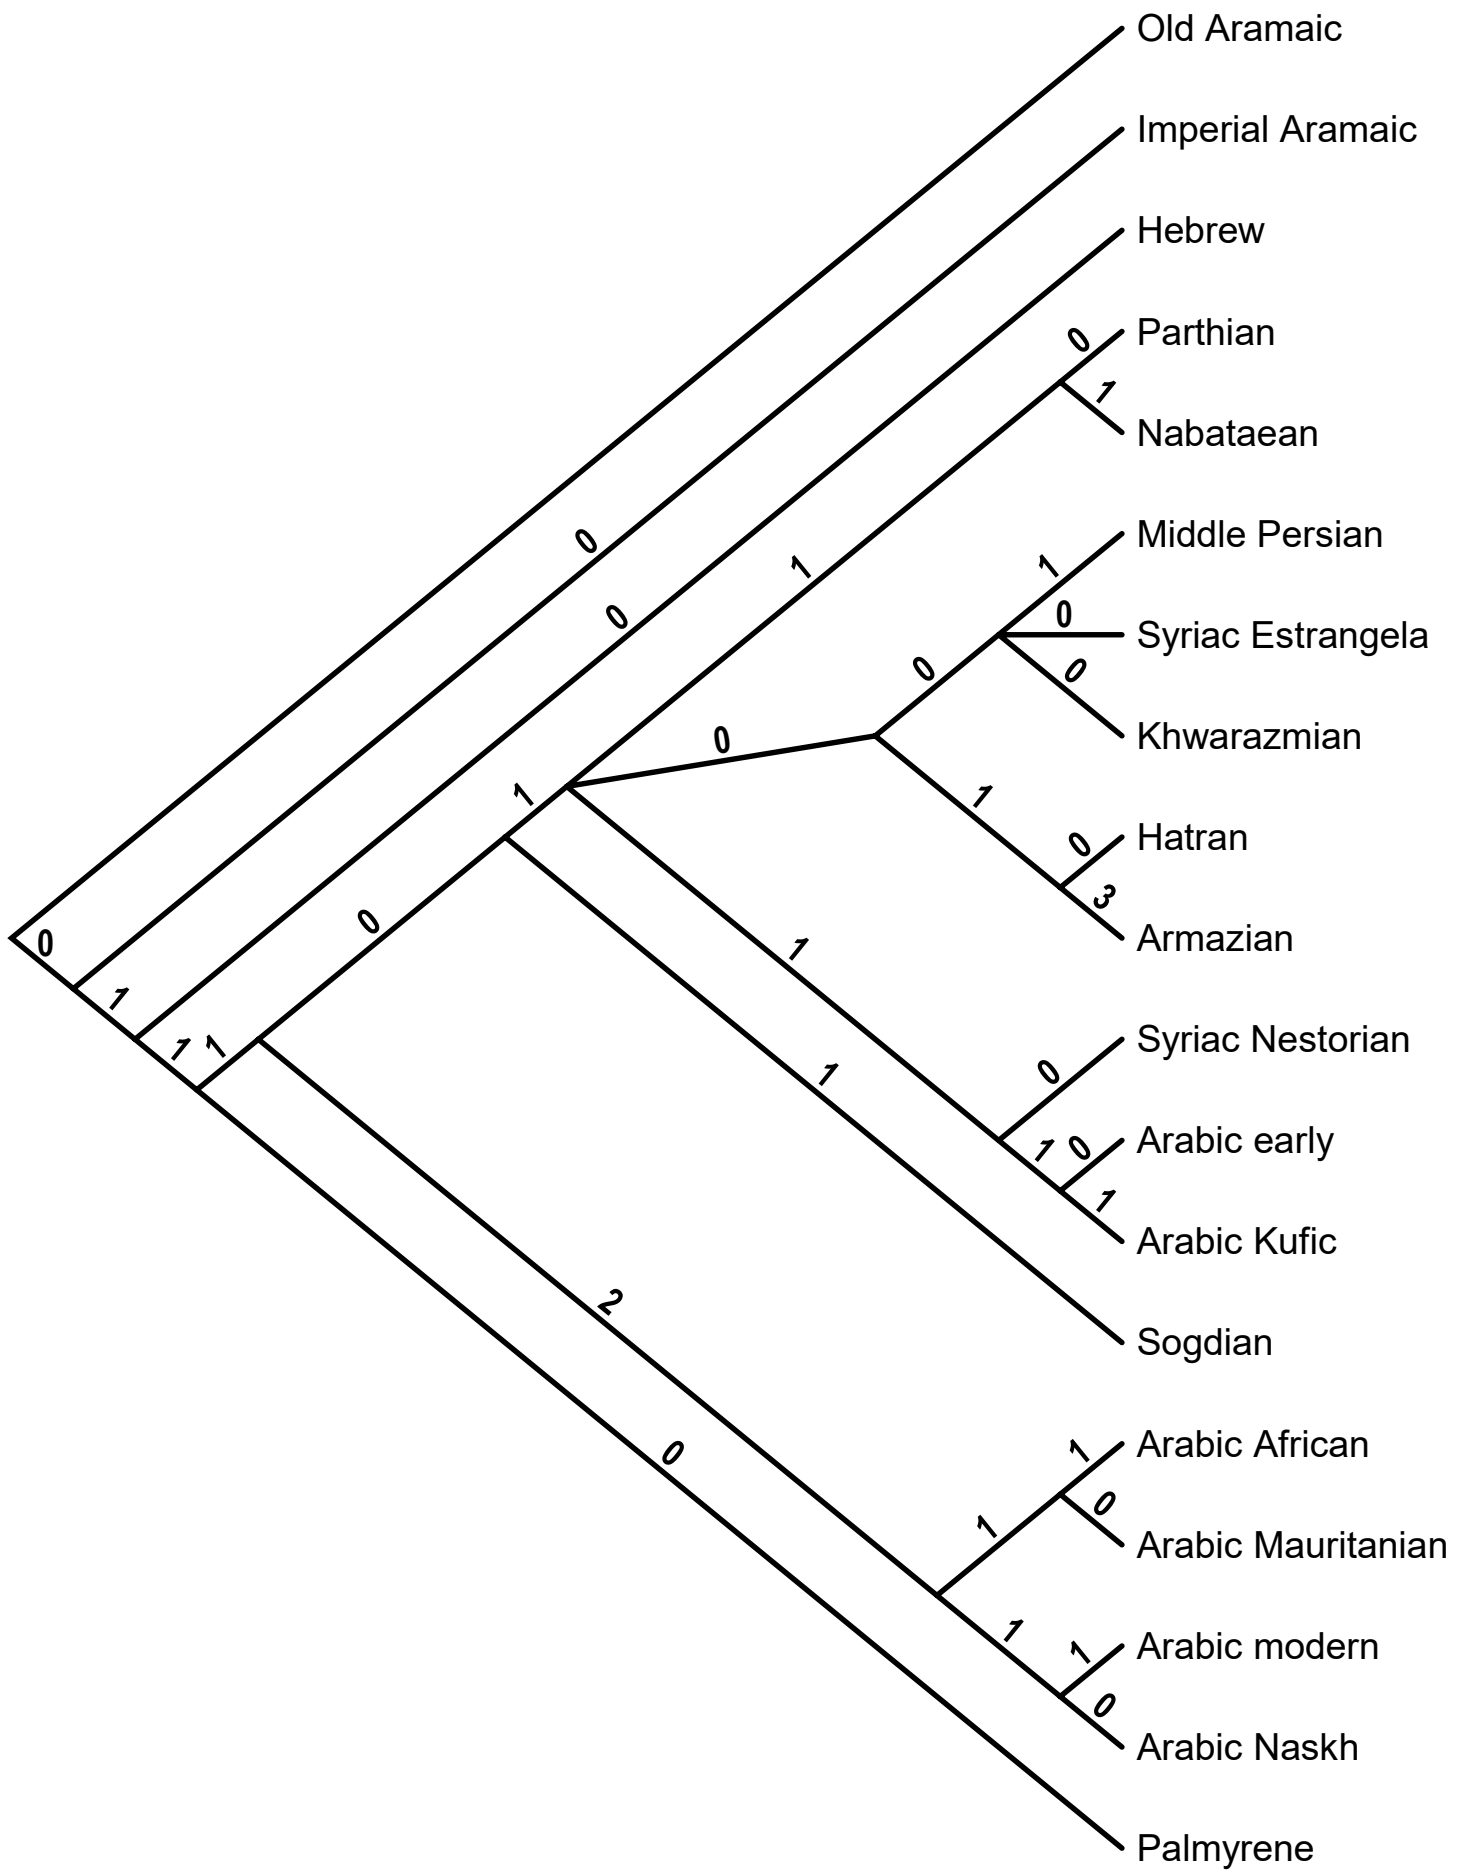 Old Aramaic
Imperial Aramaic
Hebrew
0
Parthian
1
Nabataean
0
1
Middle Persian
1
0
Syriac Estrangela
0
0
0
Khwarazmian
0
1
1
0
Hatran
3
Armazian
0
0
1
1
1
1
1
0
Syriac Nestorian
1
0
Arabic early
1
Arabic Kufic
2
Sogdian
0
1
Arabic African
0
1
Arabic Mauritanian
1
1
Arabic modern
0
Arabic Naskh
Palmyrene